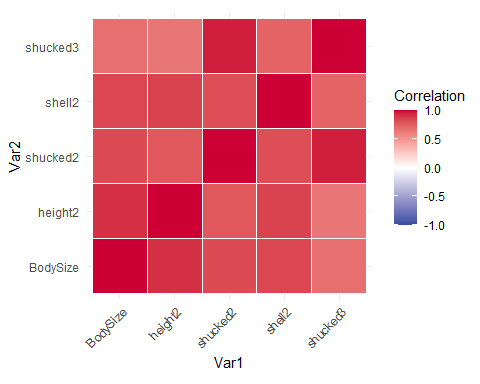 shucked3
shell2
shucked2
height2
BodySize
Var2
BodySize
height2
shucked2
shell2
shucked3
Var1
Correlation
1.0
0.5
0.0
-0.5
-1.0